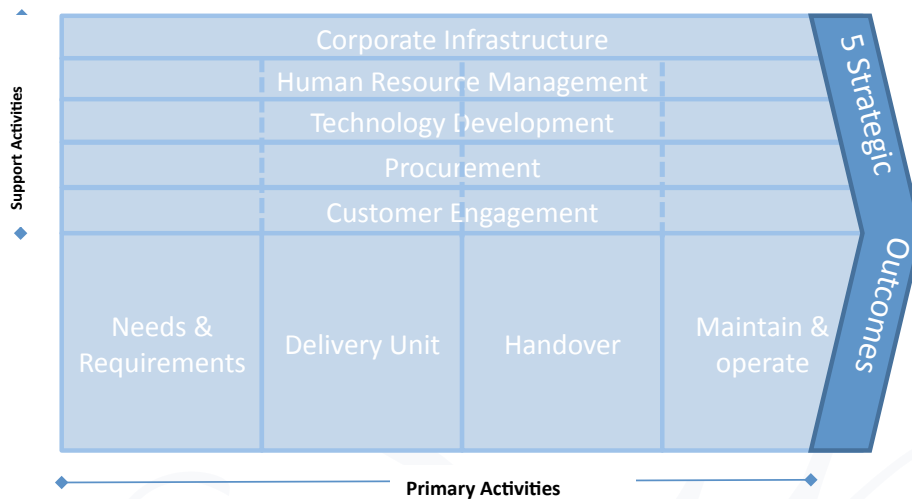 Support Activities
Corporate Infrastructure
Human Resource Management
Technology Development
Procurement
Customer Engagement
Needs &
Requirements
Delivery Unit
Handover
Maintain &
operate
5 Strategic
Outcomes
Primary Activities